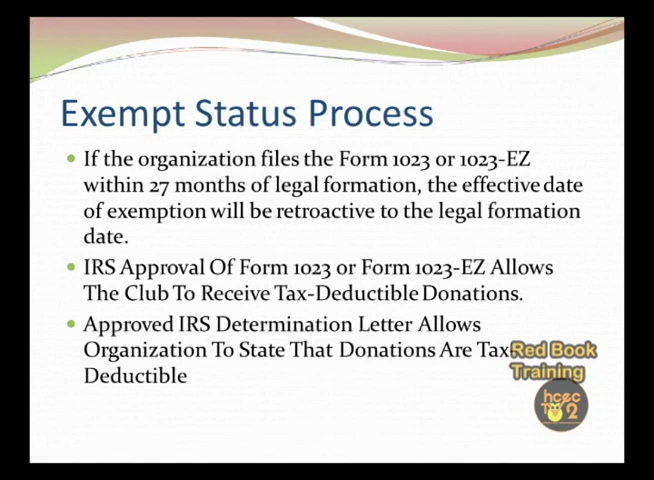 Exempt Status Process
If the organization files the Form 1023 or 1023-EZ
within 27 months of legal formation, the effective date
of exemption will be retroactive to the legal formation
date.
IRS Approval Of Form 1023 or Form 1023-EZ Allows
The Club To Receive Tax-Deductible Donations.
Approved IRS Determination Letter Allows
Organization To State That Donations Are Tax-
Deductible
Red Book
Training
hcec
TV 2